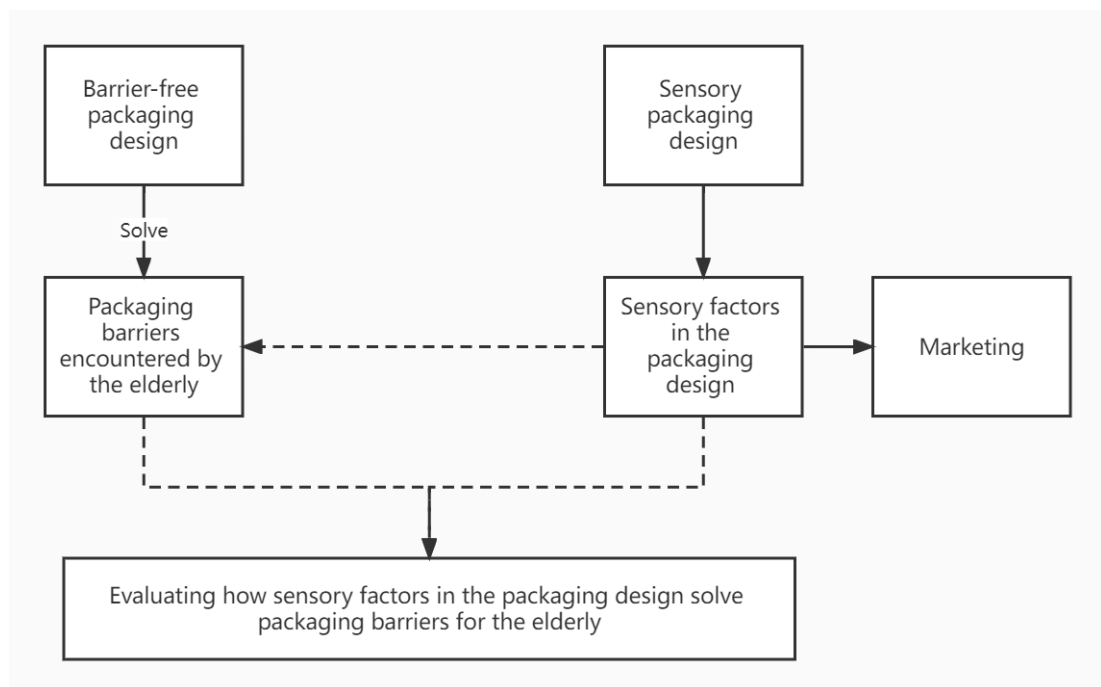 Barrier-free
packaging
design
Sensory
packaging
design
Solve
Packaging
barriers
encountered by
the elderly
Sensory factors
in the
packaging
design
Marketing
Evaluating how sensory factors in the packaging design solve
packaging barriers for the elderly